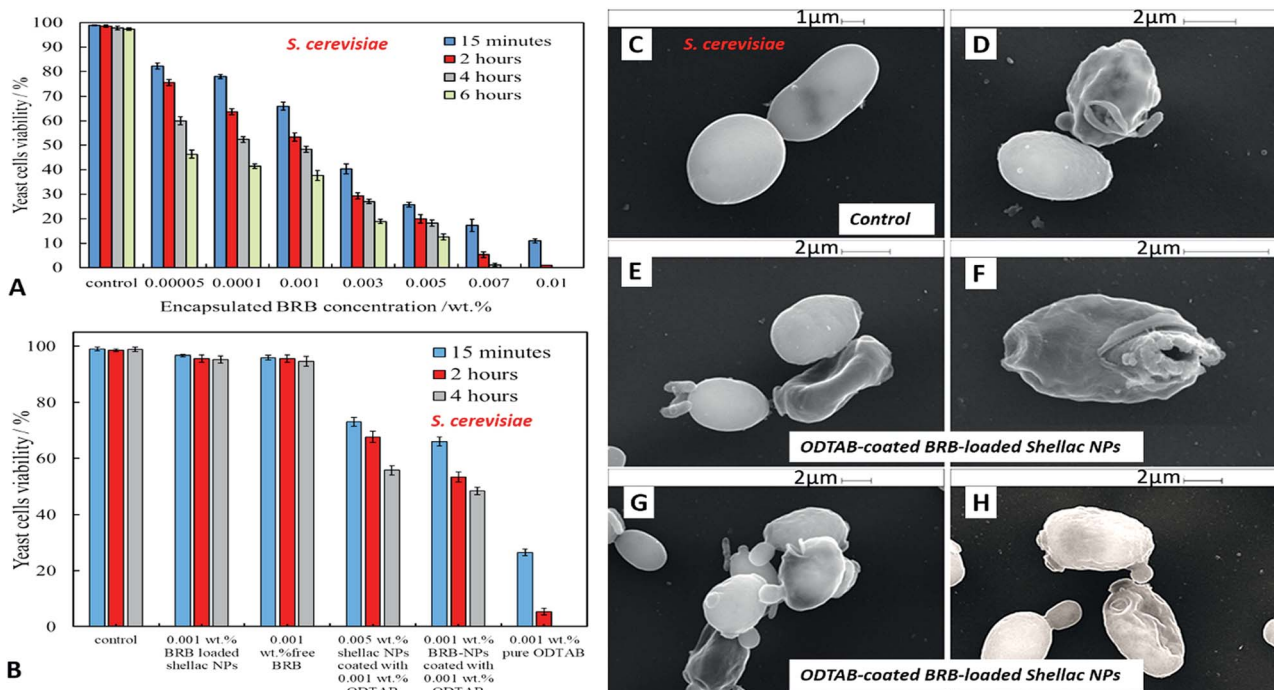 A
Yeast cells viability/ %
100
90
80
70
60
50
40
30
20
10
0
S. cerevisiae
15 minutes
2 hours
4 hours
6 hours
control 0.00005 0.0001 0.001 0.003 0.005 0.007 0.01
Encapsulated BRB concentration /wt.%
B
Yeast cells viability/ %
100
80
60
40
20
0
15 minutes
2 hours
4 hours
S. cerevisiae
control
0.001 wt.%
BRB loaded
shellac NPs
0.001
wt.%free
BRB
0.005 wt.%
shellac NPs
coated with
0.001 wt.%
ODTAB
0.001 wt.%
BRB-NPs
coated with
0.001 wt.%
ODTAB
0.001 wt.%
pure ODTAB
1µm
C
S. cerevisiae
Control
2µm
D
2µm
E
2µm
F
ODTAB-coated BRB-loaded Shellac NPs
2µm
G
2µm
H
ODTAB-coated BRB-loaded Shellac NPs